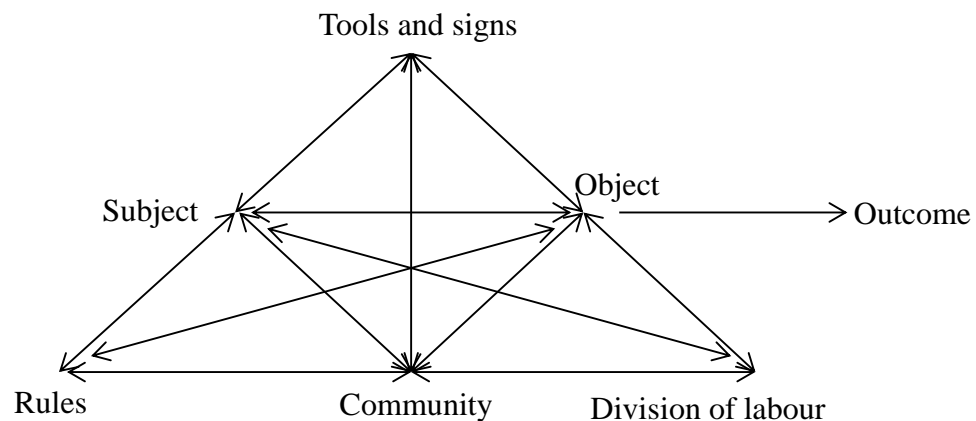 Tools and signs
Object
Subject
Outcome
Rules
Community
Division of labour